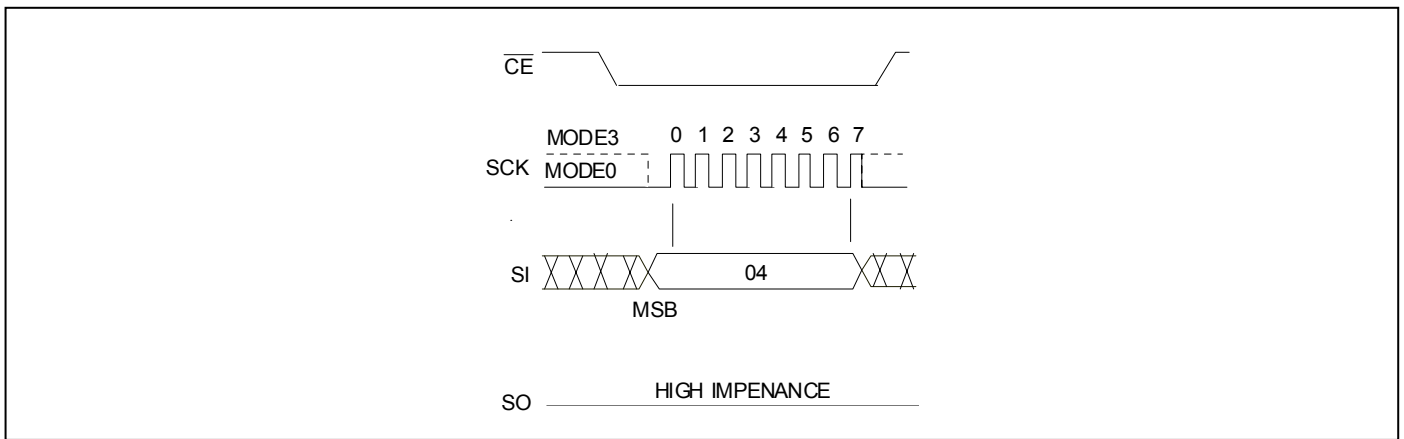 CE
MODE3 0 1 2 3 4 5 6 7
SCK MODE0
SI 04
MSB
SO HIGH IMPENANCE